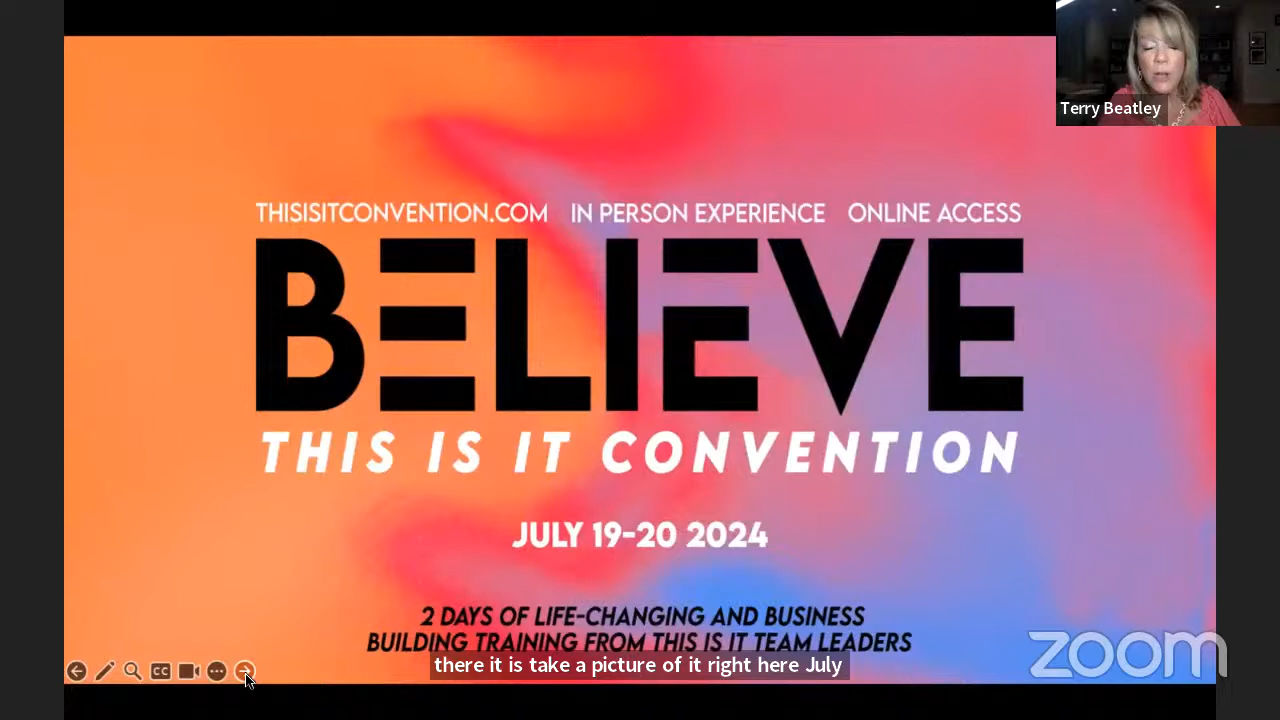 Terry Beatley
THISISITCONVENTION.COM IN PERSON EXPERIENCE ONLINE ACCESS
BELIEVE
THIS IS IT CONVENTION
JULY 19-20 2024
2 DAYS OF LIFE-CHANGING AND BUSINESS
BUILDING TRAINING FROM THIS IS IT TEAM LEADERS
there it is take a picture of it right here July
CC
zoom